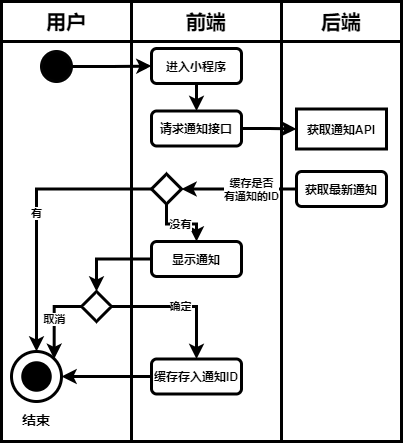 用户
前端
后端
进入小程序
请求通知接口
获取通知API
缓存是否
有通知的ID
获取最新通知
有
没有
显示通知
取消
确定
缓存存入通知ID
结束